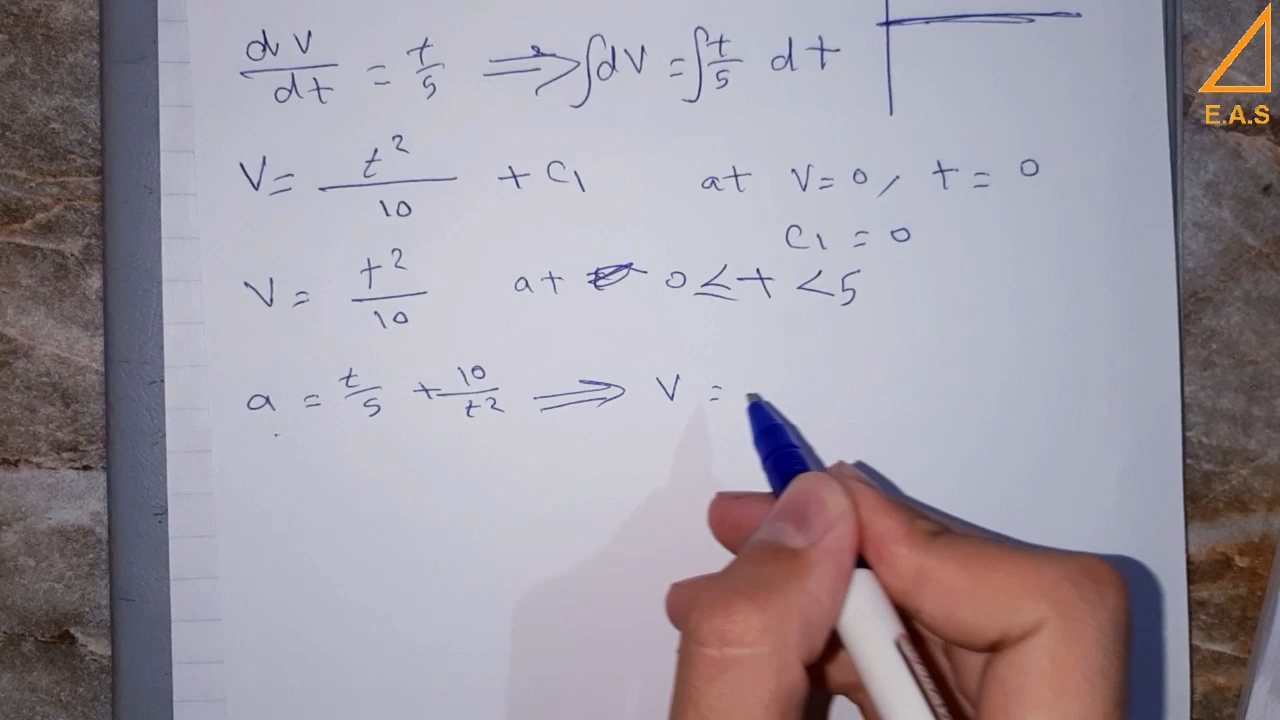 dV/dt = t/5 ⟹ ∫dV = ∫t/5 dt
V = t²/10 + C₁ at V=0, t=0
C₁ = 0
V = t²/10 at 0≤t<5
a = t/5 + 10/t² ⟹ V =
E.A.S